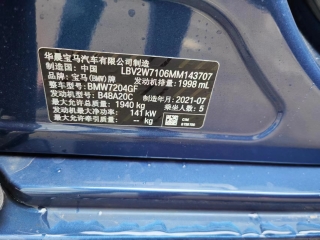 华晨宝马汽车有限公司制造
制造国：中国 LBV2W7106MM143707
品牌：宝马(BMW)牌 发动机排量：1998 mL
整车型号：BMW7204GF
发动机型号：B48A20C 制造年月：2021-07
最大允许总质量：1940 kg 乘坐人数：5
发动机最大净功率：141 kW
最大允许牵引质量：-- kg